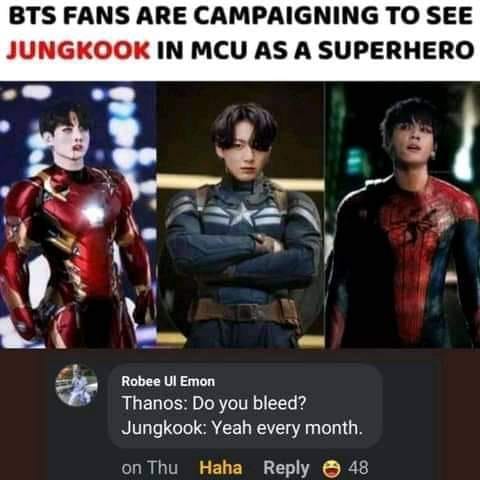 BTS FANS ARE CAMPAIGNING TO SEE
JUNGKOOK IN MCU AS A SUPERHERO
Robee Ul Emon
Thanos: Do you bleed?
Jungkook: Yeah every month.
on Thu Haha Reply 😆 48